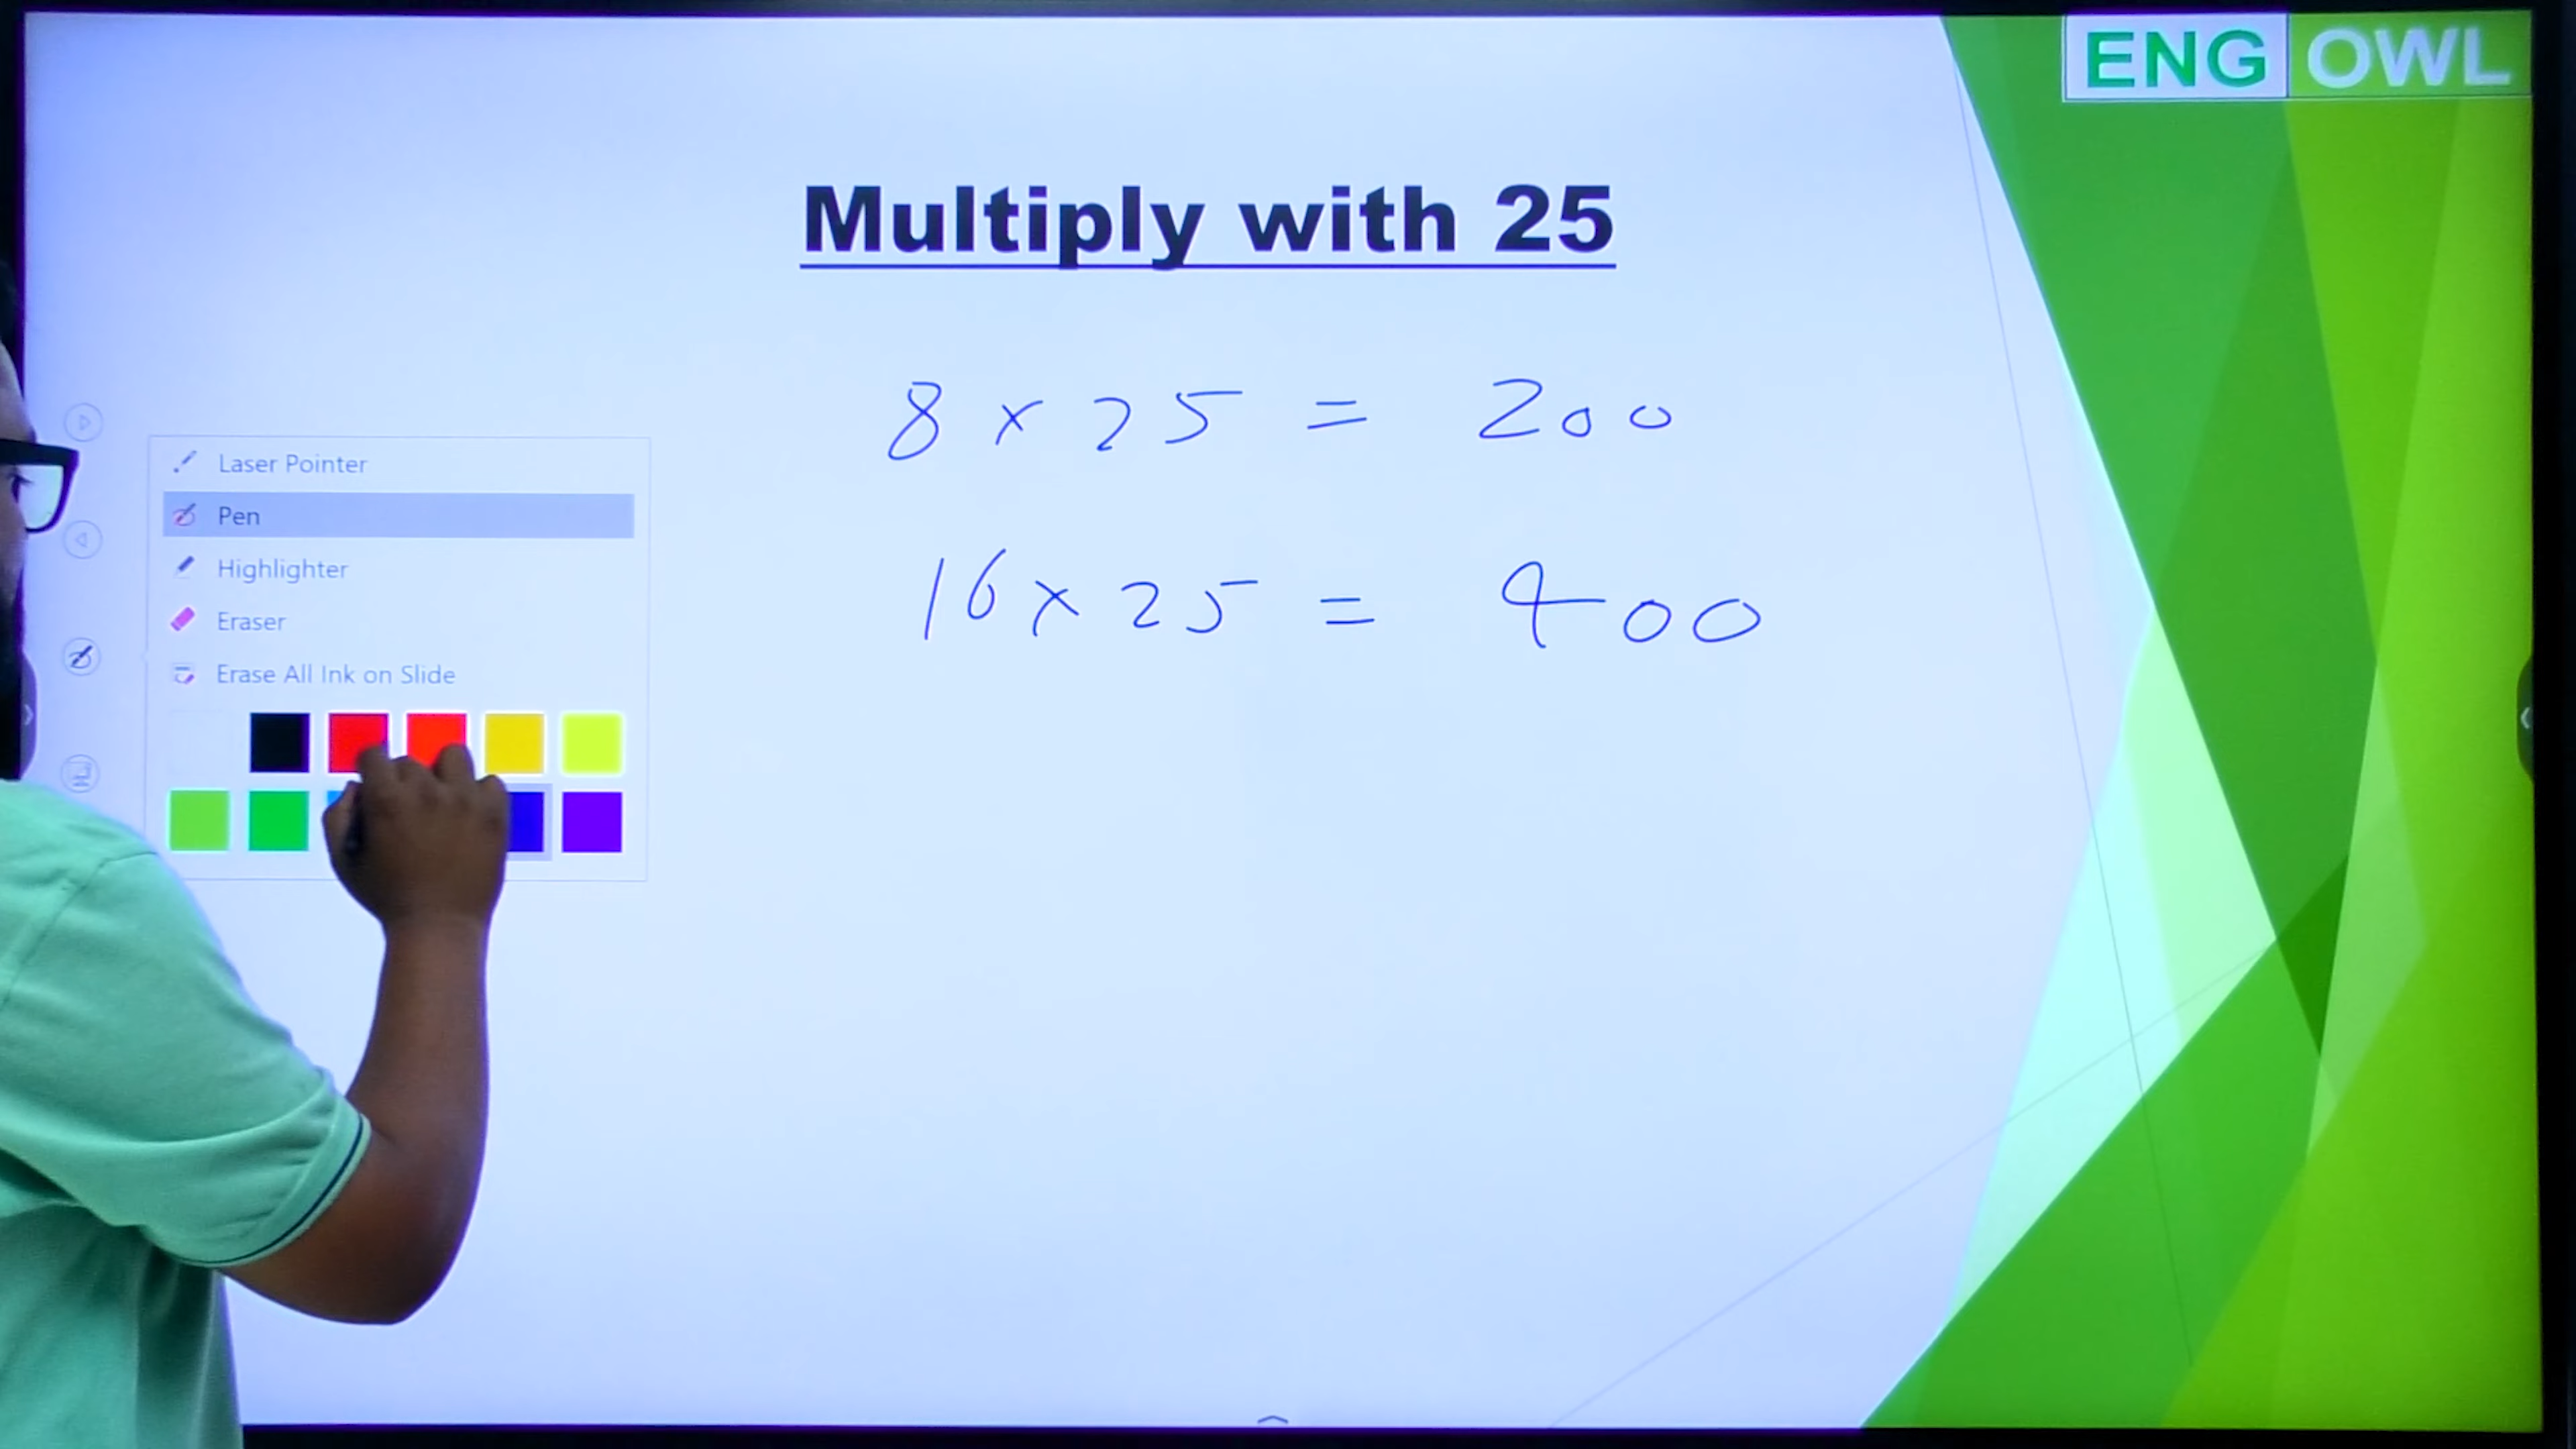 ENG OWL
Multiply with 25
8 × 25 = 200
16 × 25 = 400
Laser Pointer
Pen
Highlighter
Eraser
Erase All Ink on Slide